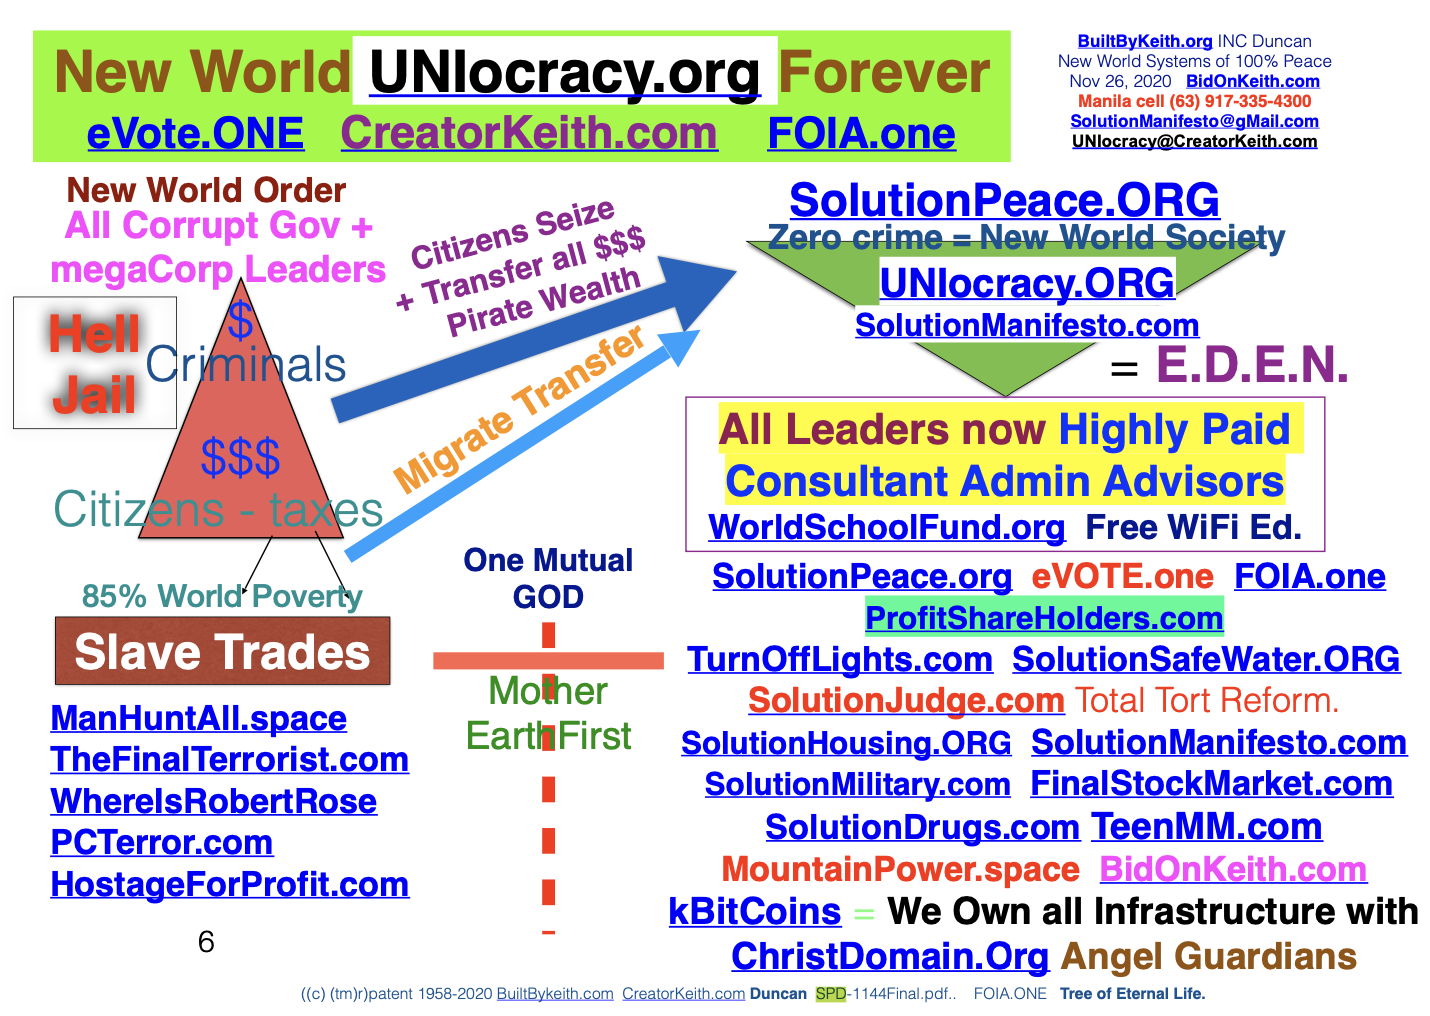 New World UNIocracy.org Forever
eVote.ONE CreatorKeith.com FOIA.one
BuiltByKeith.org INC Duncan
New World Systems of 100% Peace
Nov 26, 2020 BidOnKeith.com
Manila cell (63) 917-335-4300
SolutionManifesto@gMail.com
UNIocracy@CreatorKeith.com
New World Order
All Corrupt Gov +
megaCorp Leaders
Hell
Jail
$
Criminals
$$$
Citizens - taxes
85% World Poverty
Slave Trades
ManHuntAll.space
TheFinalTerrorist.com
WhereIsRobertRose
PCTerror.com
HostageForProfit.com
6
Citizens Seize
+ Transfer all $$$
Pirate Wealth
Migrate Transfer
One Mutual
GOD
Mother
EarthFirst
SolutionPeace.ORG
Zero crime = New World Society
UNIocracy.ORG
SolutionManifesto.com
= E.D.E.N.
All Leaders now Highly Paid
Consultant Admin Advisors
WorldSchoolFund.org Free WiFi Ed.
SolutionPeace.org eVOTE.one FOIA.one
ProfitShareHolders.com
TurnOffLights.com SolutionSafeWater.ORG
SolutionJudge.com Total Tort Reform.
SolutionHousing.ORG SolutionManifesto.com
SolutionMilitary.com FinalStockMarket.com
SolutionDrugs.com TeenMM.com
MountainPower.space BidOnKeith.com
kBitCoins = We Own all Infrastructure with
ChristDomain.Org Angel Guardians
((c) (tm)r)patent 1958-2020 BuiltBykeith.com CreatorKeith.com Duncan SPD-1144Final.pdf.. FOIA.ONE Tree of Eternal Life.